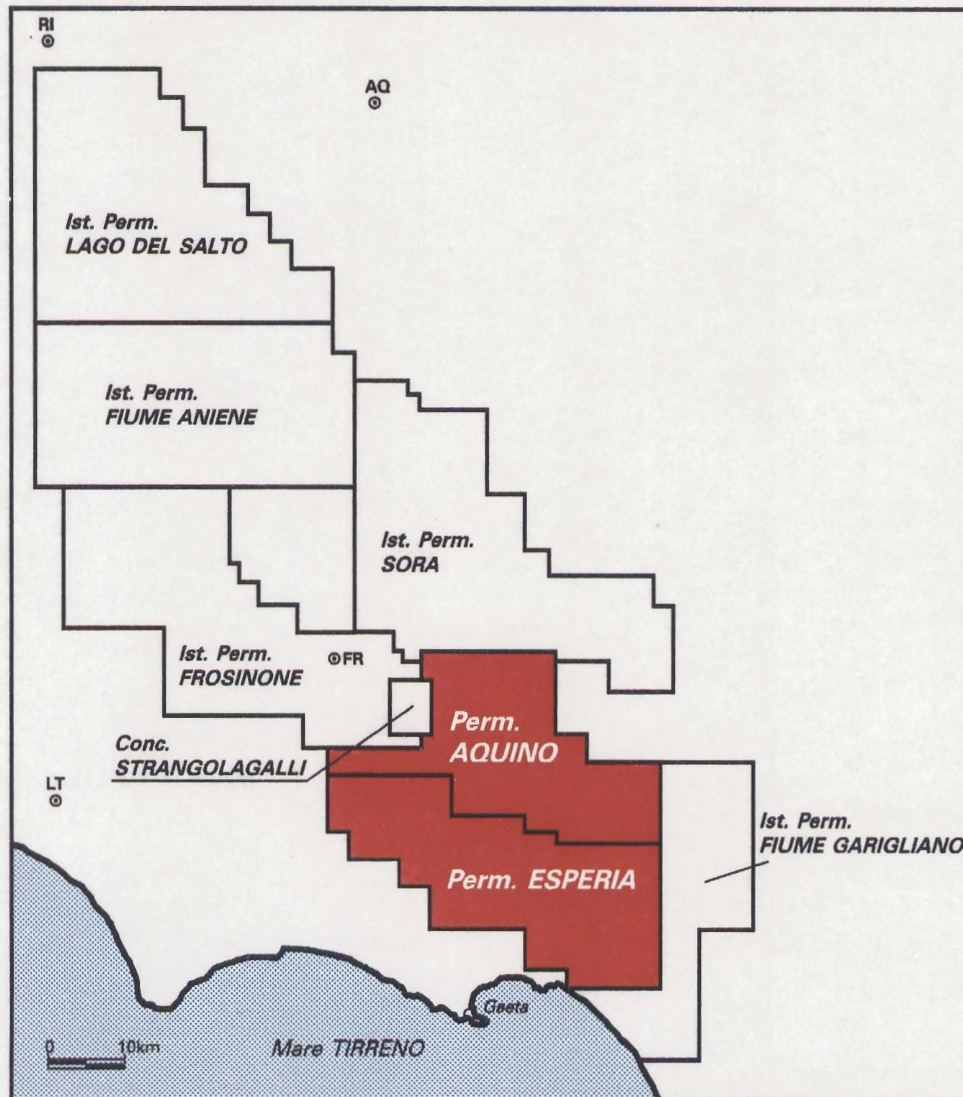 RI
AQ
Ist. Perm.
LAGO DEL SALTO
Ist. Perm.
FIUME ANIENE
Ist. Perm.
SORA
Ist. Perm.
FROSINONE
FR
Perm.
AQUINO
Conc.
STRANGOLAGALLI
LT
Ist. Perm.
FIUME GARIGLIANO
Perm. ESPERIA
Gaeta
0 10km
Mare TIRRENO